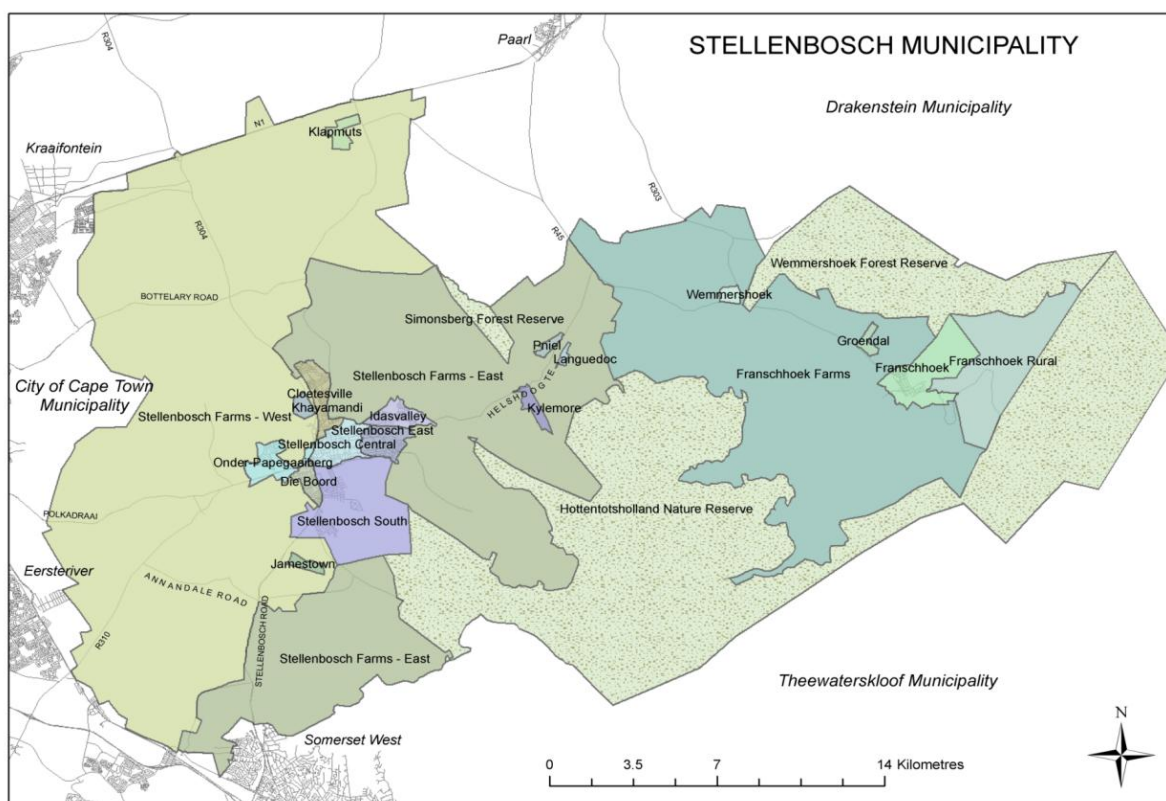 STELLENBOSCH MUNICIPALITY
Paarl
R304
Drakenstein Municipality
N1
Klapmuts
Kraaifontein
R303
R304
R45
Wemmershoek Forest Reserve
BOTTELARY ROAD
Wemmershoek
Simonsberg Forest Reserve
Pniel
Languedoc
Groendal
Franschhoek
Franschhoek Rural
Franschhoek Farms
Stellenbosch Farms - East
HELSHOOGTE
City of Cape Town
Municipality
Cloetesville
Khayamandi
Idasvalley
Kylemore
Stellenbosch Farms - West
Stellenbosch East
Stellenbosch Central
Onder-Papegaaiberg
Die Boord
Hottentotsholland Nature Reserve
POLKADRAAI
Stellenbosch South
Jamestown
Eersteriver
ANNANDALE ROAD
STELLENBOSCH ROAD
R310
Stellenbosch Farms - East
Theewaterskloof Municipality
Somerset West
N
0 3.5 7 14 Kilometres